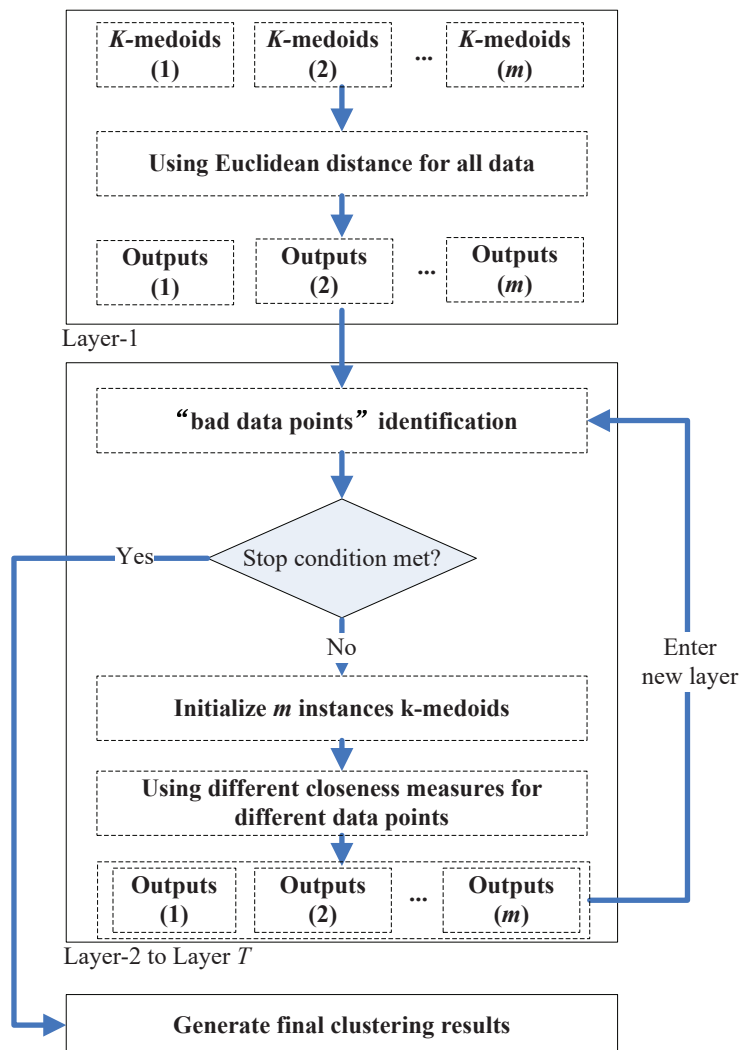 K-medoids K-medoids ... K-medoids
(1) (2) (m)
Using Euclidean distance for all data
Outputs Outputs ... Outputs
(1) (2) (m)
Layer-1
“bad data points” identification
Yes
Stop condition met?
No
Enter
new layer
Initialize m instances k-medoids
Using different closeness measures for
different data points
Outputs Outputs ... Outputs
(1) (2) (m)
Layer-2 to Layer T
Generate final clustering results